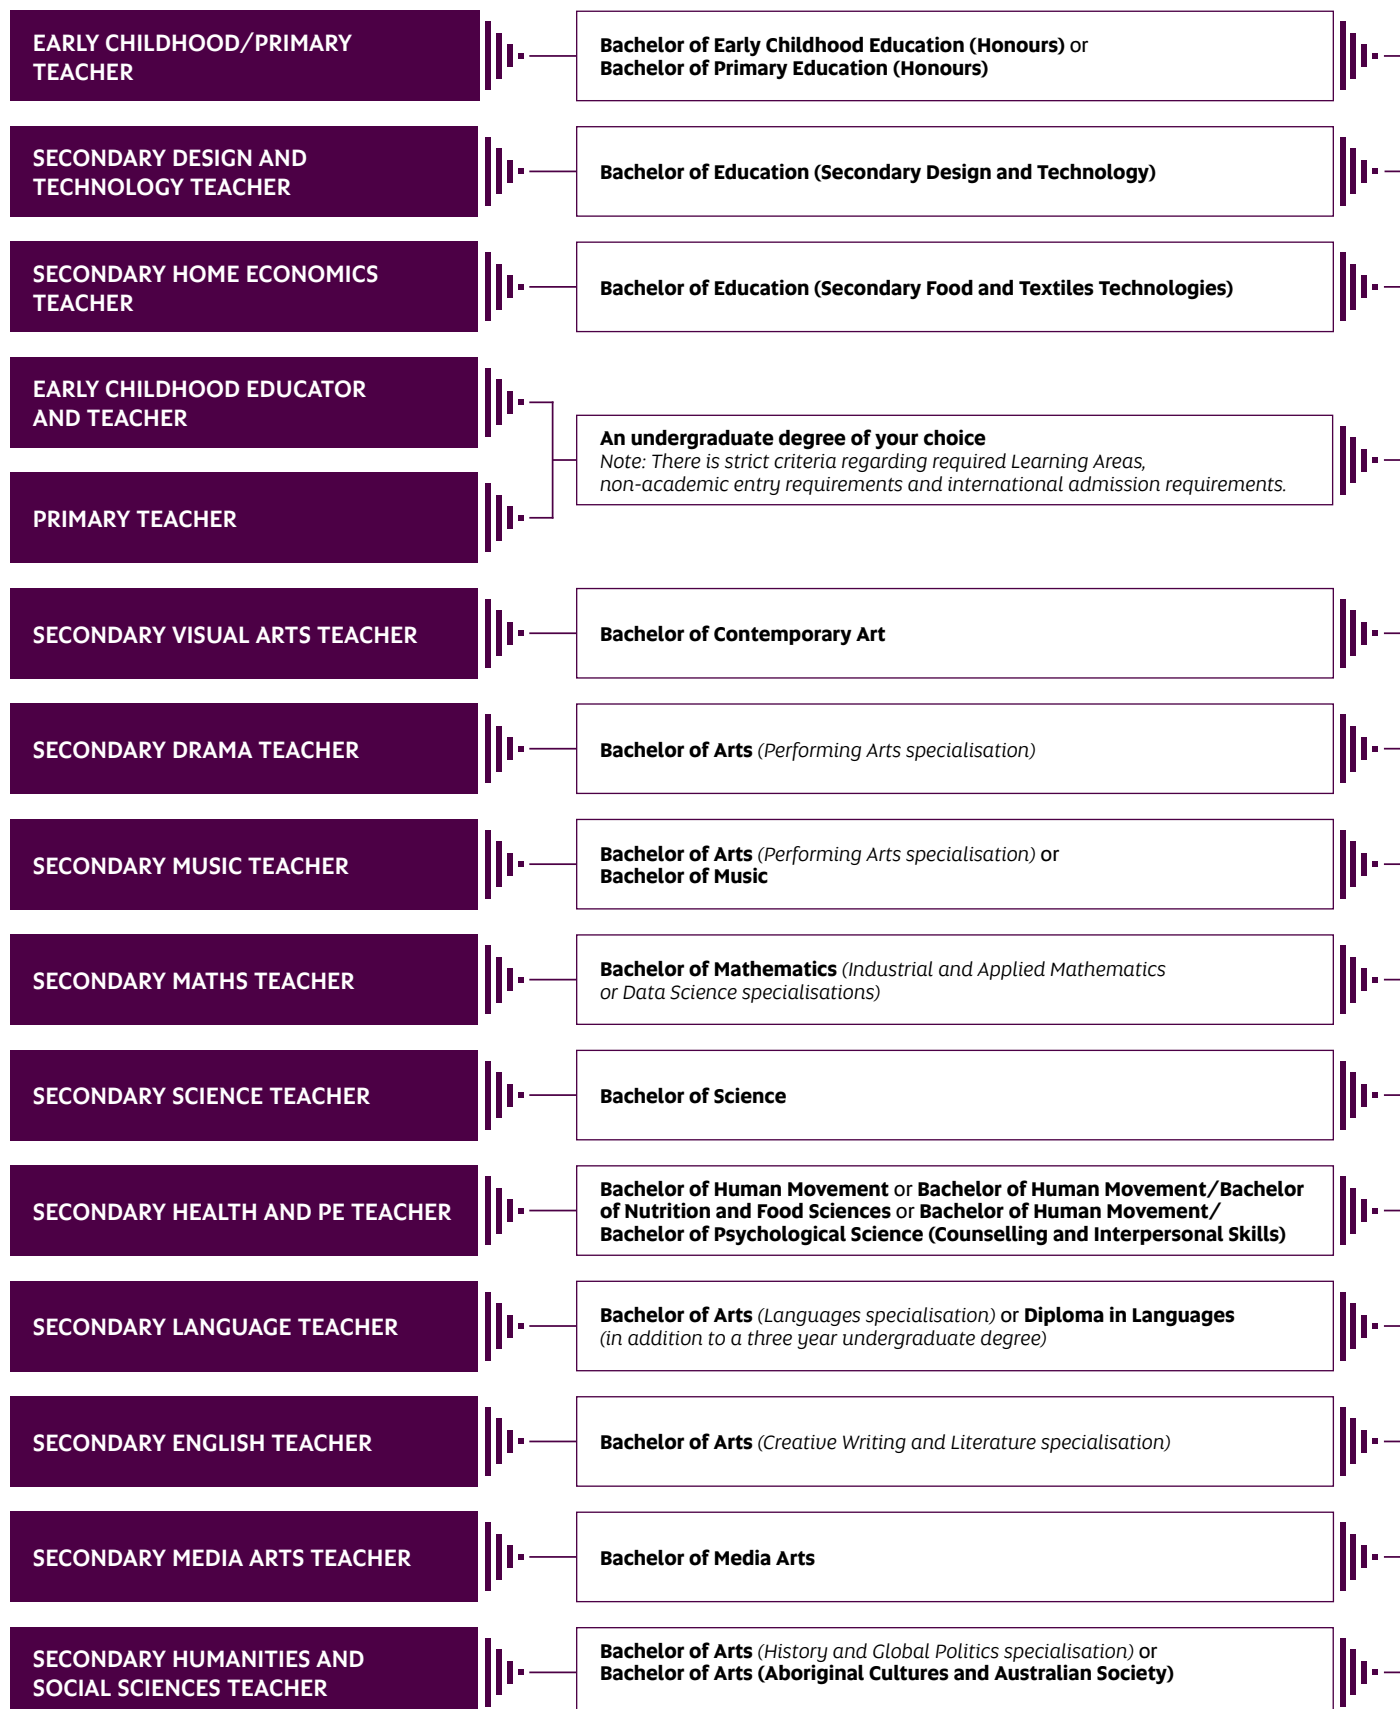 EARLY CHILDHOOD/PRIMARY
TEACHER
Bachelor of Early Childhood Education (Honours) or
Bachelor of Primary Education (Honours)
SECONDARY DESIGN AND
TECHNOLOGY TEACHER
Bachelor of Education (Secondary Design and Technology)
SECONDARY HOME ECONOMICS
TEACHER
Bachelor of Education (Secondary Food and Textiles Technologies)
EARLY CHILDHOOD EDUCATOR
AND TEACHER
PRIMARY TEACHER
An undergraduate degree of your choice
Note: There is strict criteria regarding required Learning Areas,
non-academic entry requirements and international admission requirements.
SECONDARY VISUAL ARTS TEACHER
Bachelor of Contemporary Art
SECONDARY DRAMA TEACHER
Bachelor of Arts (Performing Arts specialisation)
SECONDARY MUSIC TEACHER
Bachelor of Arts (Performing Arts specialisation) or
Bachelor of Music
SECONDARY MATHS TEACHER
Bachelor of Mathematics (Industrial and Applied Mathematics
or Data Science specialisations)
SECONDARY SCIENCE TEACHER
Bachelor of Science
SECONDARY HEALTH AND PE TEACHER
Bachelor of Human Movement or Bachelor of Human Movement/Bachelor
of Nutrition and Food Sciences or Bachelor of Human Movement/
Bachelor of Psychological Science (Counselling and Interpersonal Skills)
SECONDARY LANGUAGE TEACHER
Bachelor of Arts (Languages specialisation) or Diploma in Languages
(in addition to a three year undergraduate degree)
SECONDARY ENGLISH TEACHER
Bachelor of Arts (Creative Writing and Literature specialisation)
SECONDARY MEDIA ARTS TEACHER
Bachelor of Media Arts
SECONDARY HUMANITIES AND
SOCIAL SCIENCES TEACHER
Bachelor of Arts (History and Global Politics specialisation) or
Bachelor of Arts (Aboriginal Cultures and Australian Society)